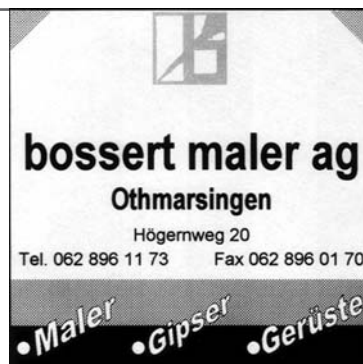 bossert maler ag
Othmarsingen
Högernweg 20
Tel. 062 896 11 73 Fax 062 896 01 70
•Maler •Gipser •Gerüste